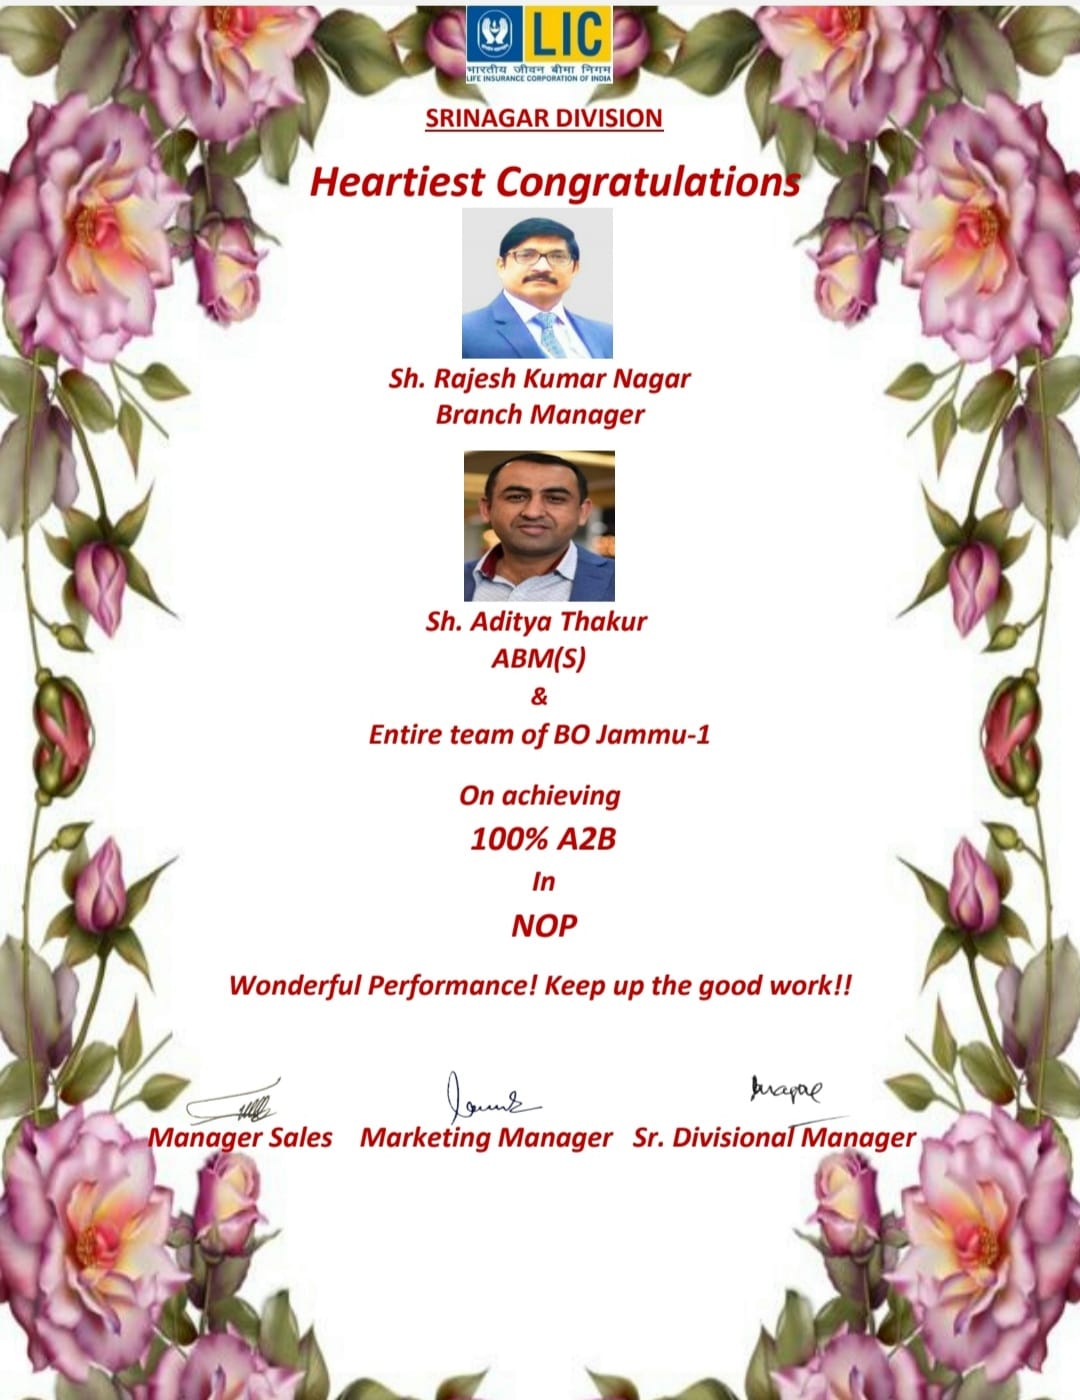 LIC
भारतीय जीवन बीमा निगम
LIFE INSURANCE CORPORATION OF INDIA
SRINAGAR DIVISION
Heartiest Congratulations
Sh. Rajesh Kumar Nagar
Branch Manager
Sh. Aditya Thakur
ABM(S)
&
Entire team of BO Jammu-1
On achieving
100% A2B
In
NOP
Wonderful Performance! Keep up the good work!!
Manager Sales Marketing Manager Sr. Divisional Manager